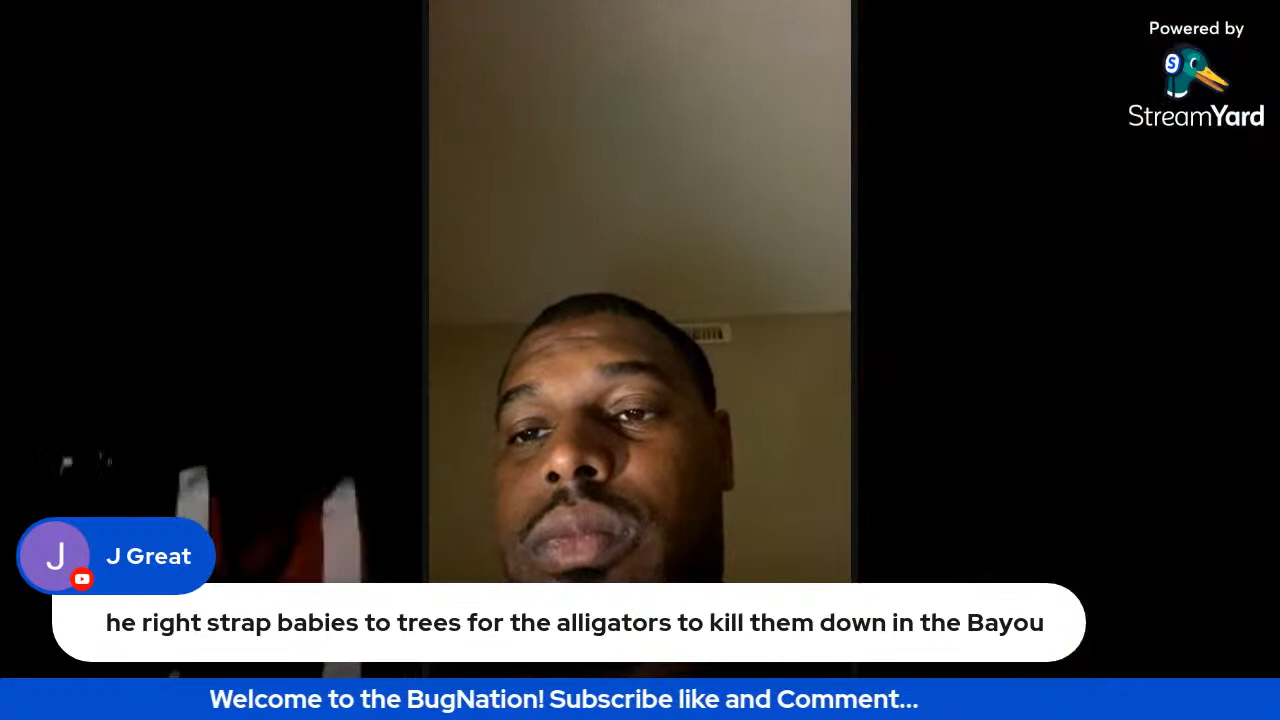 Powered by
S
StreamYard
J
J Great
he right strap babies to trees for the alligators to kill them down in the Bayou
Welcome to the BugNation! Subscribe like and Comment...